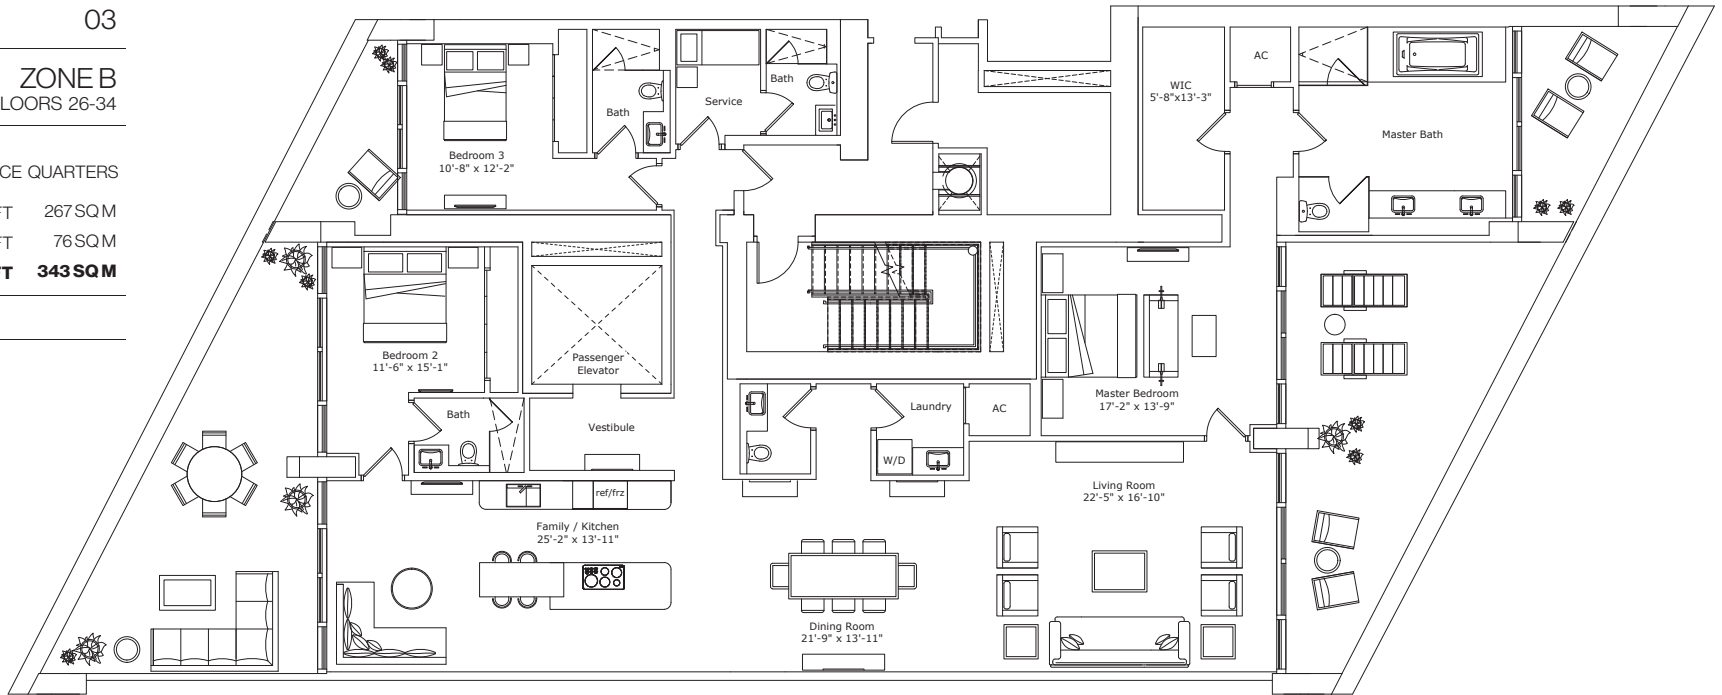 03
ZONE B
LOORS 26-34
CE QUARTERS
FT 267 SQ M
FT 76 SQ M
FT 343 SQ M
Bedroom 3
10'-8" x 12'-2"
Bath
Service
Bath
WIC
5'-8"x13'-3"
AC
Master Bath
Bedroom 2
11'-6" x 15'-1"
Passenger
Elevator
Bath
Vestibule
Laundry
AC
W/D
Master Bedroom
17'-2" x 13'-9"
ref/frz
Family / Kitchen
25'-2" x 13'-11"
Living Room
22'-5" x 16'-10"
Dining Room
21'-9" x 13'-11"